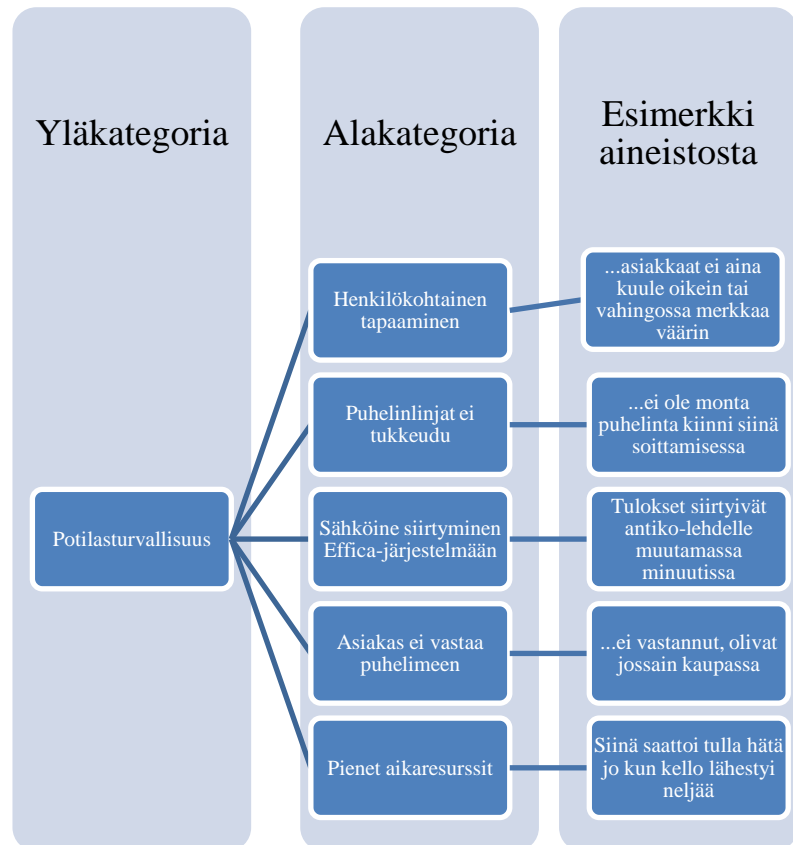 Yläkategoria
Alakategoria
Esimerkki
aineistosta
Potilasturvallisuus
Henkilökohtainen
tapaaminen
...asiakkaat ei aina
kuule oikein tai
vahingossa merkkaa
väärin
Puhelinlinjat ei
tukkeudu
...ei ole monta
puhelinta kiinni siinä
soittamisessa
Sähköine siirtyminen
Effica-järjestelmään
Tulokset siirtyivät
antiko-lehdelle
muutamassa
minuutissa
Asiakas ei vastaa
puhelimeen
...ei vastannut, olivat
jossain kaupassa
Pienet aikaresurssit
Siinä saattoi tulla hätä
jo kun kello lähestyi
neljää